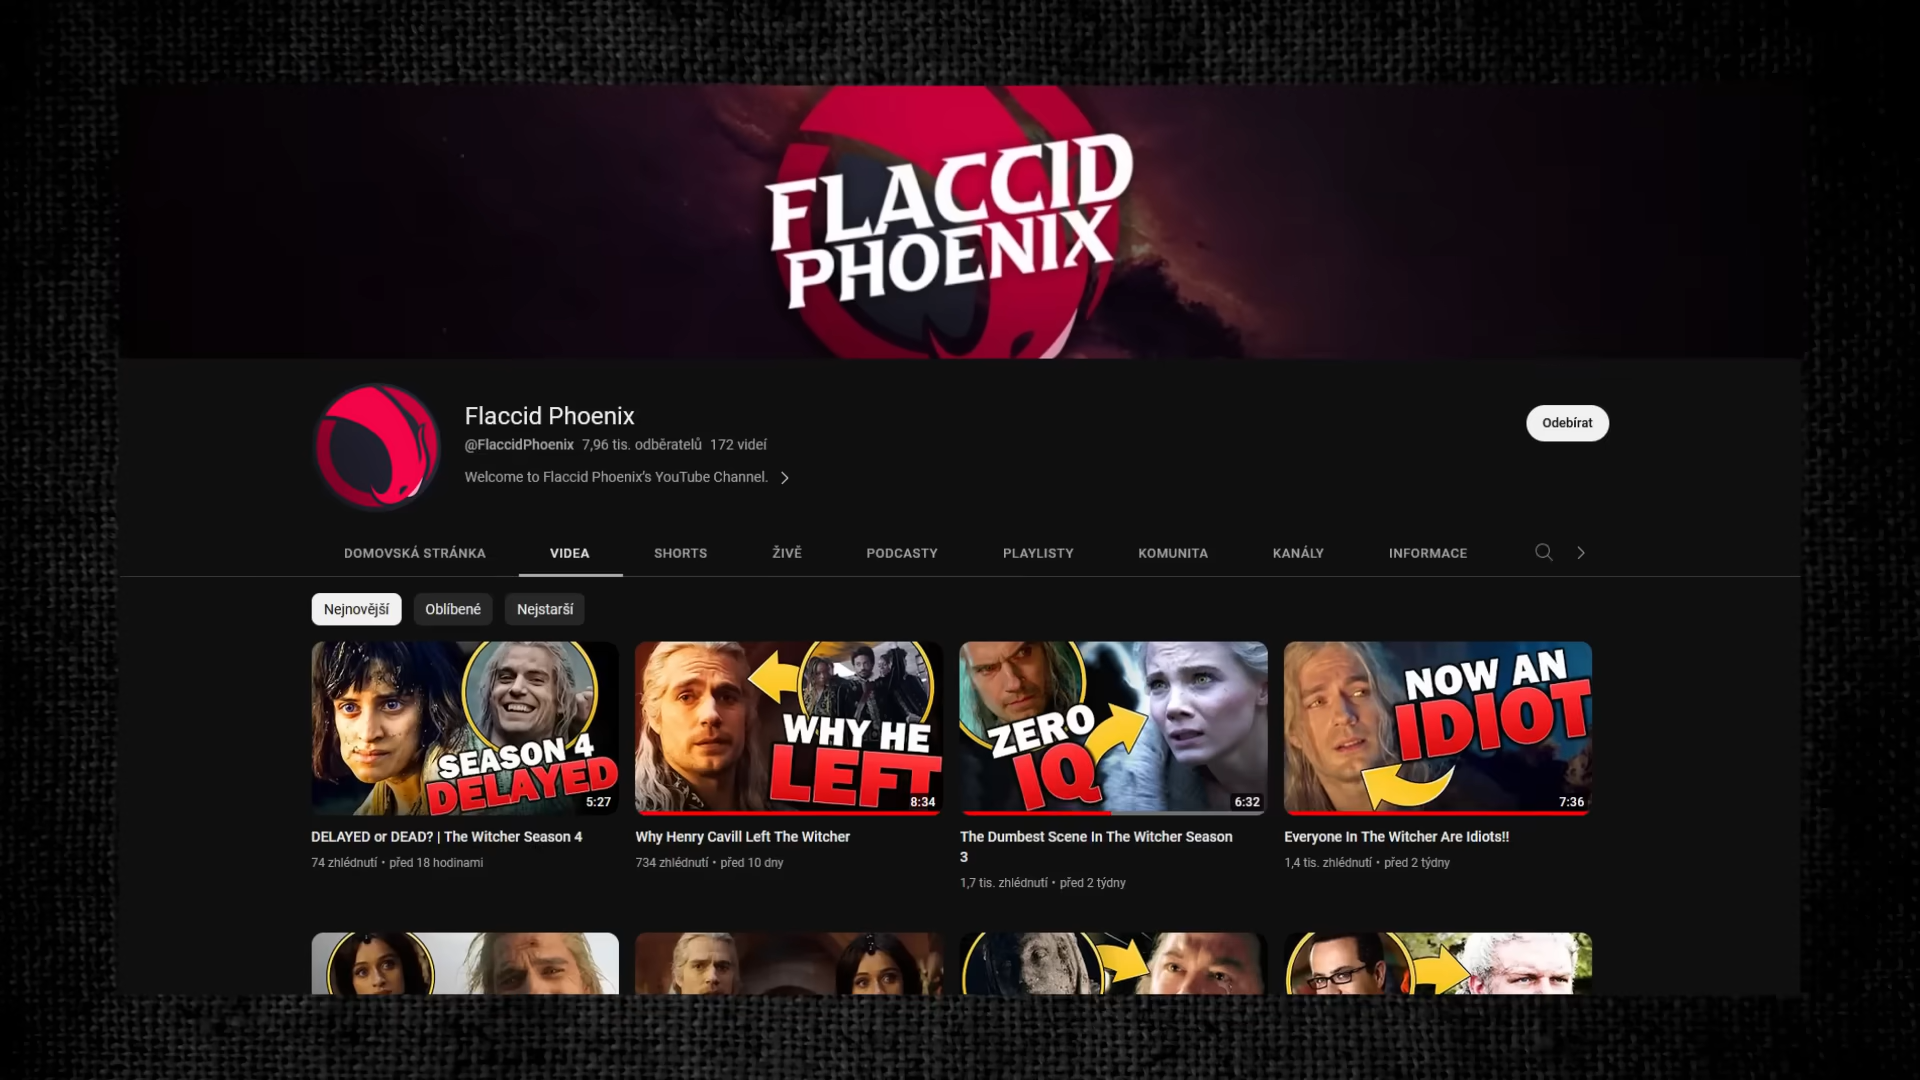 FLACCID
PHOENIX
Flaccid Phoenix
@FlaccidPhoenix 7,96 tis. odběratelů 172 videí
Welcome to Flaccid Phoenix's YouTube Channel.
Odebírat
DOMOVSKÁ STRÁNKA VIDEA SHORTS ŽIVĚ PODCASTY PLAYLISTY KOMUNITA KANÁLY INFORMACE
Nejnovější Oblíbené Nejstarší
SEASON 4
DELAYED
5:27
WHY HE
LEFT
8:34
ZERO
IQ
6:32
NOW AN
IDIOT
7:36
DELAYED or DEAD? | The Witcher Season 4
74 zhlédnutí • před 18 hodinami
Why Henry Cavill Left The Witcher
734 zhlédnutí • před 10 dny
The Dumbest Scene In The Witcher Season
3
1,7 tis. zhlédnutí • před 2 týdny
Everyone In The Witcher Are Idiots!!
1,4 tis. zhlédnutí • před 2 týdny